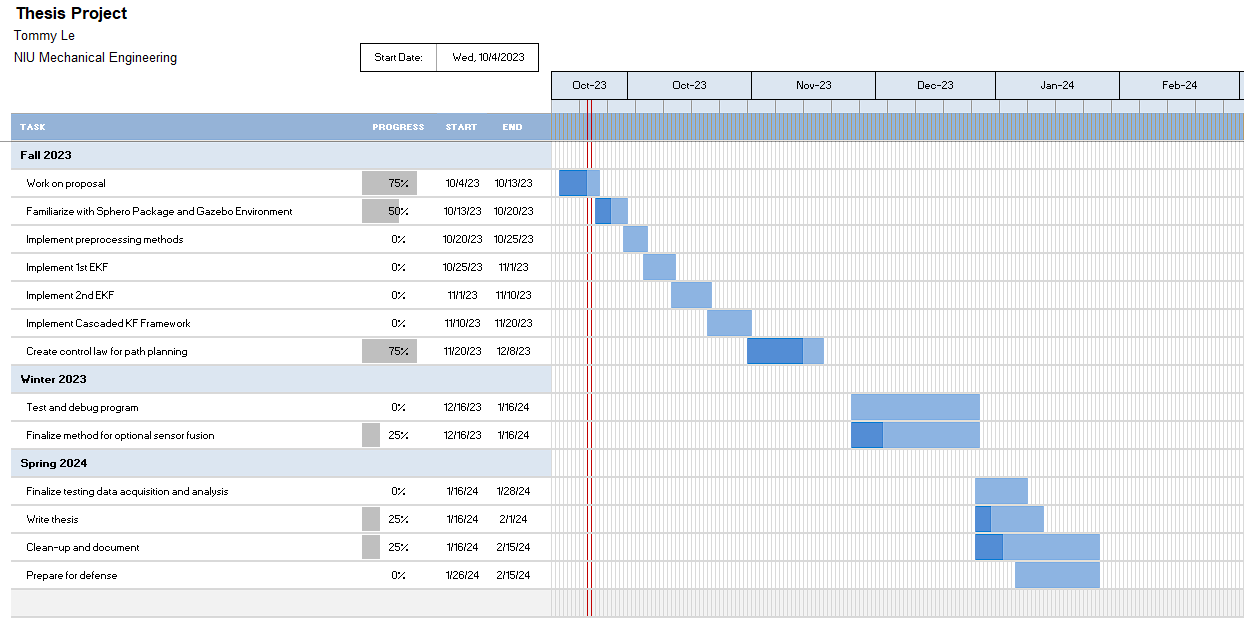 Thesis Project
Tommy Le
NIU Mechanical Engineering
Start Date: Wed, 10/4/2023
Oct-23 Oct-23 Nov-23 Dec-23 Jan-24 Feb-24
TASK PROGRESS START END
Fall 2023
Work on proposal 75% 10/4/23 10/13/23
Familiarize with Sphero Package and Gazebo Environment 50% 10/13/23 10/20/23
Implement preprocessing methods 0% 10/20/23 10/25/23
Implement 1st EKF 0% 10/25/23 11/1/23
Implement 2nd EKF 0% 11/1/23 11/10/23
Implement Cascaded KF Framework 0% 11/10/23 11/20/23
Create control law for path planning 75% 11/20/23 12/8/23
Winter 2023
Test and debug program 0% 12/16/23 1/16/24
Finalize method for optional sensor fusion 25% 12/16/23 1/16/24
Spring 2024
Finalize testing data acquisition and analysis 0% 1/16/24 1/28/24
Write thesis 25% 1/16/24 2/1/24
Clean-up and document 25% 1/16/24 2/15/24
Prepare for defense 0% 1/26/24 2/15/24